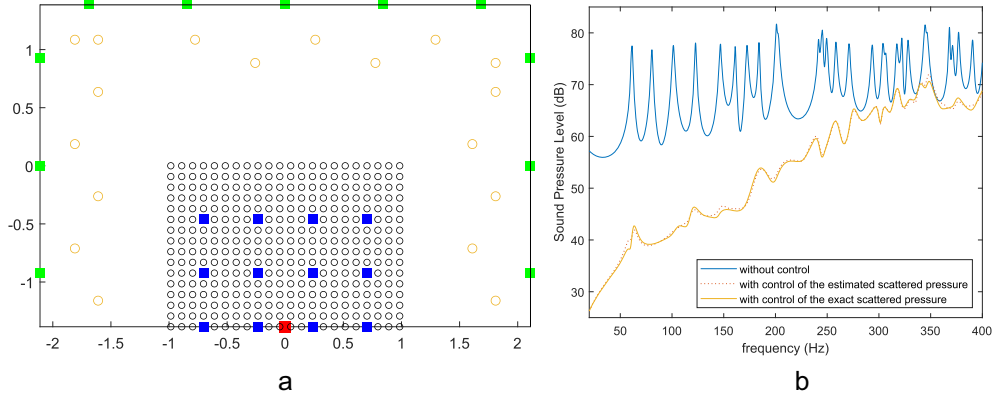 1
0.5
0
-0.5
-1
-2 -1.5 -1 -0.5 0 0.5 1 1.5 2
a
80
70
60
50
40
30
Sound Pressure Level (dB)
without control
with control of the estimated scattered pressure
with control of the exact scattered pressure
50 100 150 200 250 300 350 400
frequency (Hz)
b